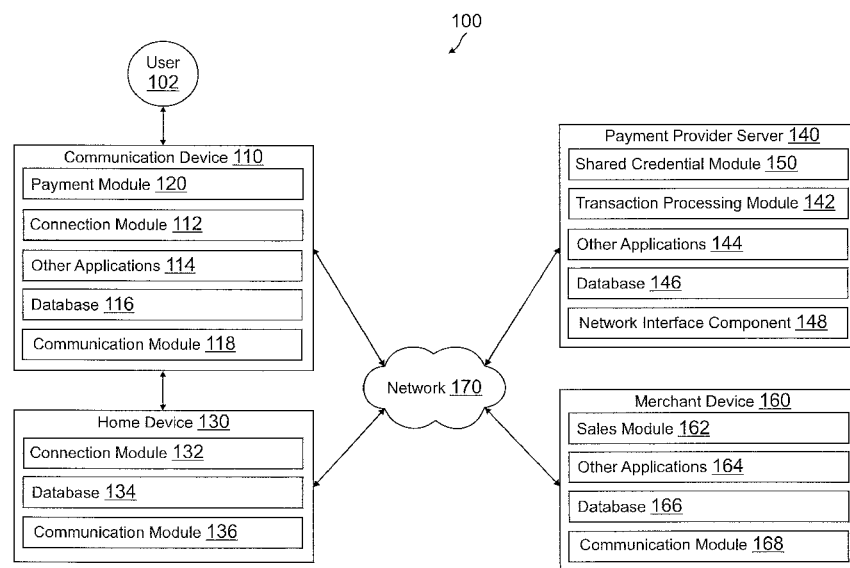 100
User
102
Communication Device 110
Payment Module 120
Connection Module 112
Other Applications 114
Database 116
Communication Module 118
Home Device 130
Connection Module 132
Database 134
Communication Module 136
Network 170
Payment Provider Server 140
Shared Credential Module 150
Transaction Processing Module 142
Other Applications 144
Database 146
Network Interface Component 148
Merchant Device 160
Sales Module 162
Other Applications 164
Database 166
Communication Module 168